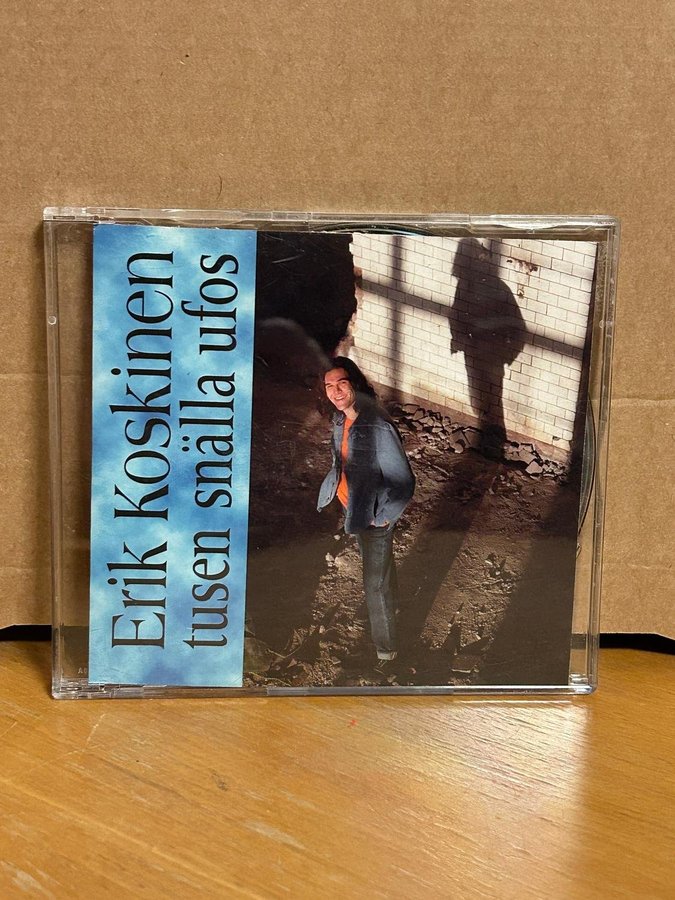 Erik Koskinen
tusen snälla ufos